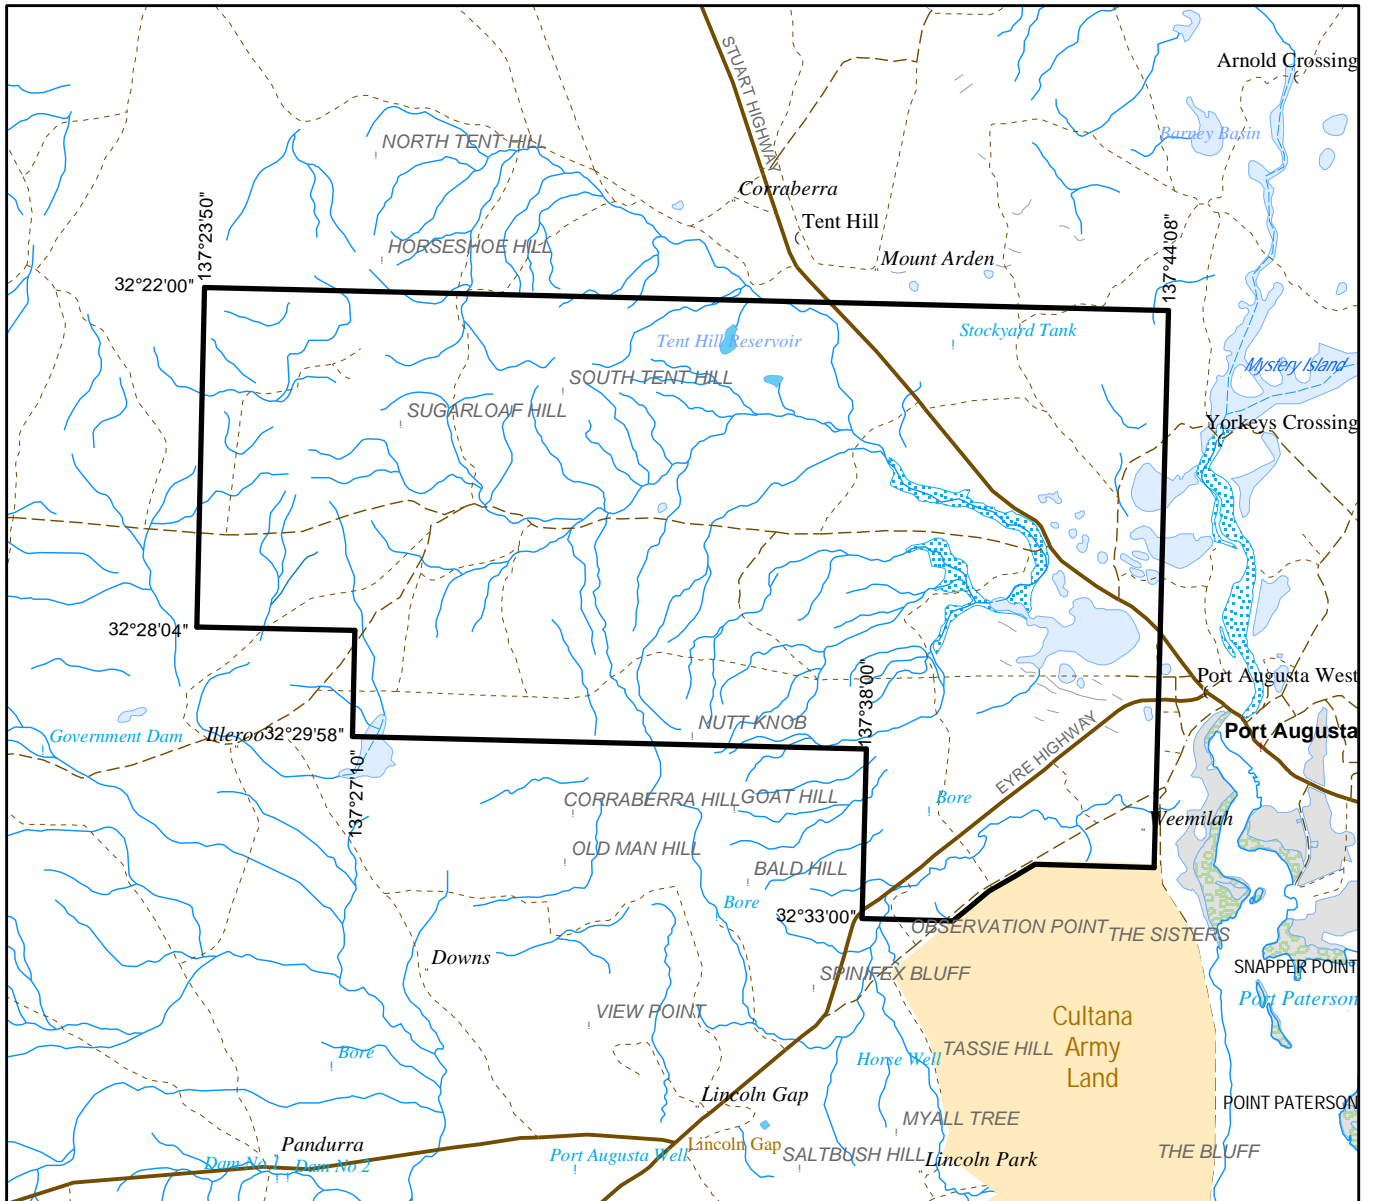 Arnold Crossing
STUART HIGHWAY
Barney Basin
NORTH TENT HILL
Corraberra
Tent Hill
137°23'50"
HORSESHOE HILL
Mount Arden
137°44'08"
32°22'00"
Stockyard Tank
Tent Hill Reservoir
Mystery Island
SOUTH TENT HILL
SUGARLOAF HILL
Yorkeys Crossing
32°28'04"
137°38'00"
Port Augusta West
NUTT KNOB
Government Dam
Illeroo
32°29'58"
Port Augusta
EYRE HIGHWAY
137°27'10"
CORRABERRA HILL
GOAT HILL
Bore
Weemilah
OLD MAN HILL
BALD HILL
Bore
32°33'00"
OBSERVATION POINT
THE SISTERS
Downs
SPINIFEX BLUFF
SNAPPER POINT
Port Paterson
VIEW POINT
Cultana
Army
Land
Bore
Horse Well
TASSIE HILL
Lincoln Gap
POINT PATERSON
MYALL TREE
Pandurra
Lincoln Gap
Dam No 1
Dam No 2
Port Augusta Well
SALTBUSH HILL
Lincoln Park
THE BLUFF